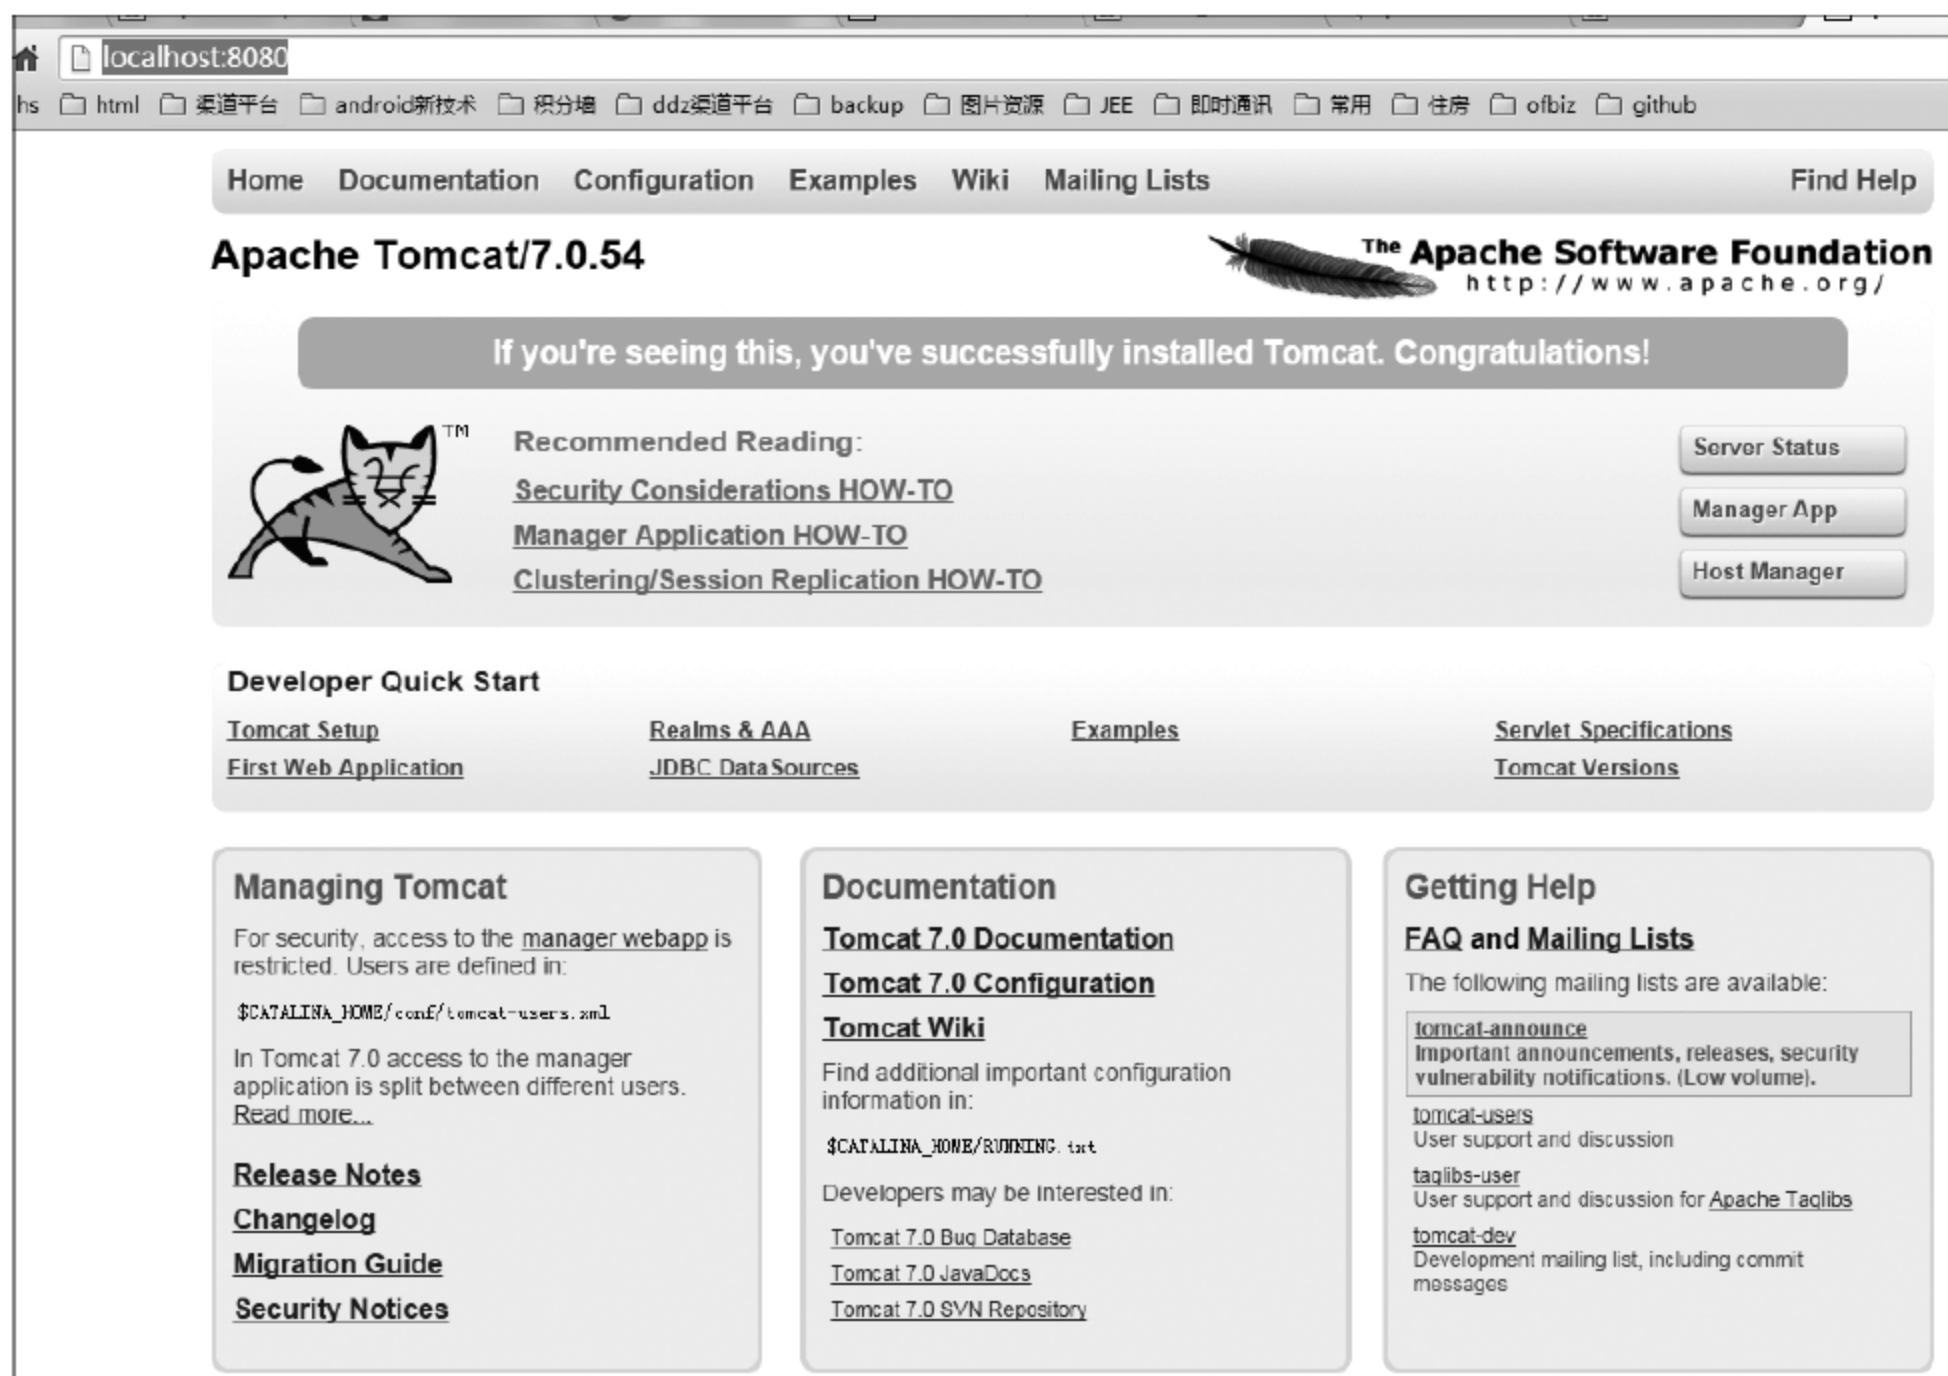 localhost:8080
hs html 渠道平台 android新技术 积分墙 ddz渠道平台 backup 图片资源 JEE 即时通讯 常用 住房 ofbiz github
Home Documentation Configuration Examples Wiki Mailing Lists Find Help
Apache Tomcat/7.0.54
The Apache Software Foundation
http://www.apache.org/
If you're seeing this, you've successfully installed Tomcat. Congratulations!
TM
Recommended Reading:
Security Considerations HOW-TO
Manager Application HOW-TO
Clustering/Session Replication HOW-TO
Server Status
Manager App
Host Manager
Developer Quick Start
Tomcat Setup
First Web Application
Realms & AAA
JDBC DataSources
Examples
Servlet Specifications
Tomcat Versions
Managing Tomcat
For security, access to the manager webapp is
restricted. Users are defined in:
$CATALINA_HOME/conf/tomcat-users.xml
In Tomcat 7.0 access to the manager
application is split between different users.
Read more...
Release Notes
Changelog
Migration Guide
Security Notices
Documentation
Tomcat 7.0 Documentation
Tomcat 7.0 Configuration
Tomcat Wiki
Find additional important configuration
information in:
$CATALINA_HOME/RUNNING.txt
Developers may be interested in:
Tomcat 7.0 Bug Database
Tomcat 7.0 JavaDocs
Tomcat 7.0 SVN Repository
Getting Help
FAQ and Mailing Lists
The following mailing lists are available:
tomcat-announce
Important announcements, releases, security
vulnerability notifications. (Low volume).
tomcat-users
User support and discussion
taglibs-user
User support and discussion for Apache Taglibs
tomcat-dev
Development mailing list, including commit
messages